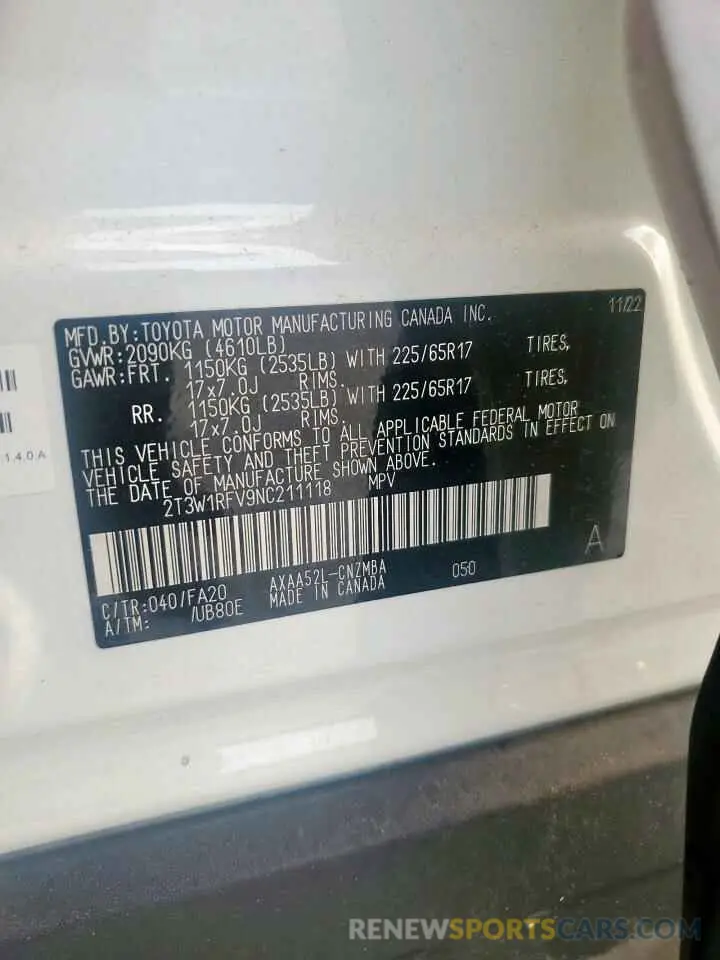 MFD.BY:TOYOTA MOTOR MANUFACTURING CANADA INC. 11/22
GVWR:2090KG (4610LB)
GAWR:FRT. 1150KG (2535LB) WITH 225/65R17 TIRES,
17x7.0J RIMS.
RR. 1150KG (2535LB) WITH 225/65R17 TIRES,
17x7.0J RIMS.
THIS VEHICLE CONFORMS TO ALL APPLICABLE FEDERAL MOTOR
VEHICLE SAFETY AND THEFT PREVENTION STANDARDS IN EFFECT ON
THE DATE OF MANUFACTURE SHOWN ABOVE.
2T3W1RFV9NC211118 MPV
A
C/TR:040/FA20 AXAA52L-CNZMBA 050
A/TM: /UB80E MADE IN CANADA
1.4.0 A
RENEWSPORTSCARS.COM